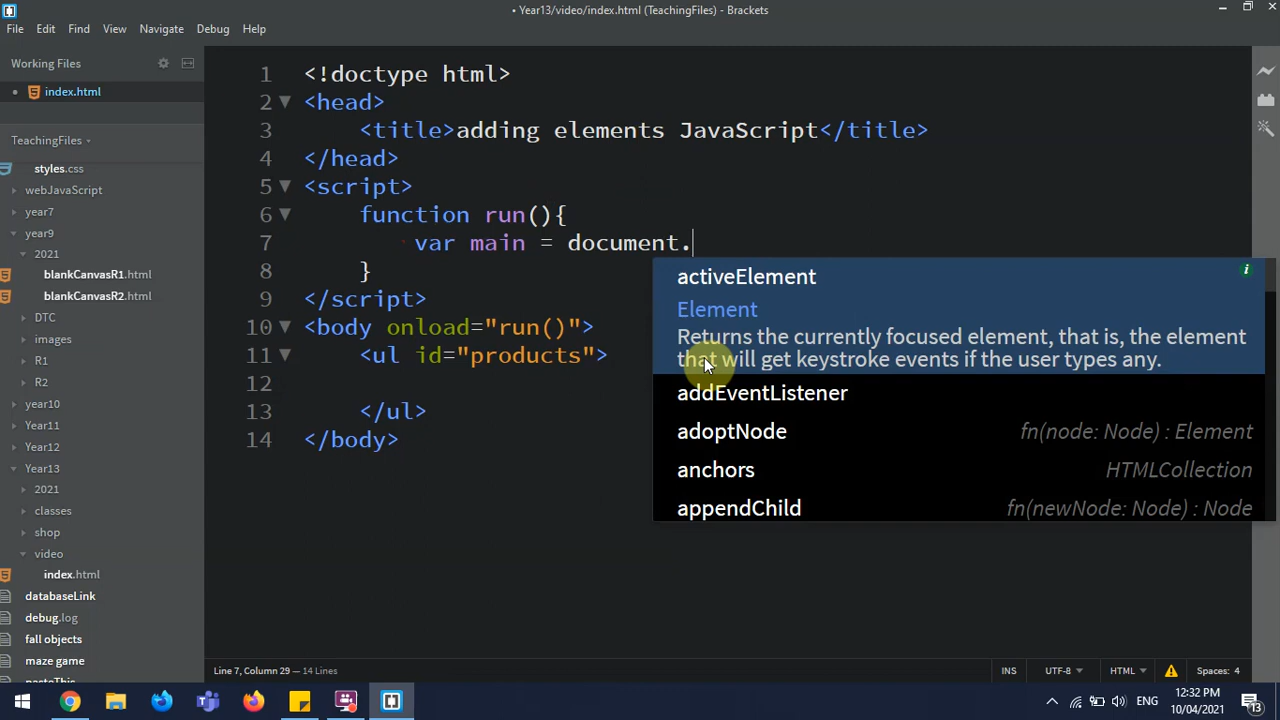 • Year13/video/index.html (TeachingFiles) - Brackets
File Edit Find View Navigate Debug Help
Working Files
• index.html
TeachingFiles
styles.css
webJavaScript
year7
year9
2021
blankCanvasR1.html
blankCanvasR2.html
DTC
images
R1
R2
year10
Year11
Year12
Year13
2021
classes
shop
video
index.html
databaseLink
debug.log
fall objects
maze game
1 <!doctype html>
2 <head>
3 <title>adding elements JavaScript</title>
4 </head>
5 <script>
6 function run(){
7 var main = document.
8 }
9 </script>
10 <body onload="run()">
11 <ul id="products">
12
13 </ul>
14 </body>
activeElement
Element
Returns the currently focused element, that is, the element
that will get keystroke events if the user types any.
addEventListener
adoptNode fn(node: Node) : Element
anchors HTMLCollection
appendChild fn(newNode: Node) : Node
Line 7, Column 29 — 14 Lines INS UTF-8 HTML Spaces: 4
ENG 12:32 PM
10/04/2021 13